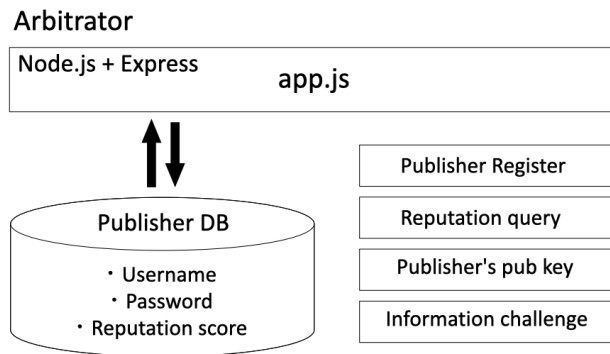 Arbitrator
Node.js + Express
app.js
Publisher DB
・Username
・Password
・Reputation score
Publisher Register
Reputation query
Publisher's pub key
Information challenge